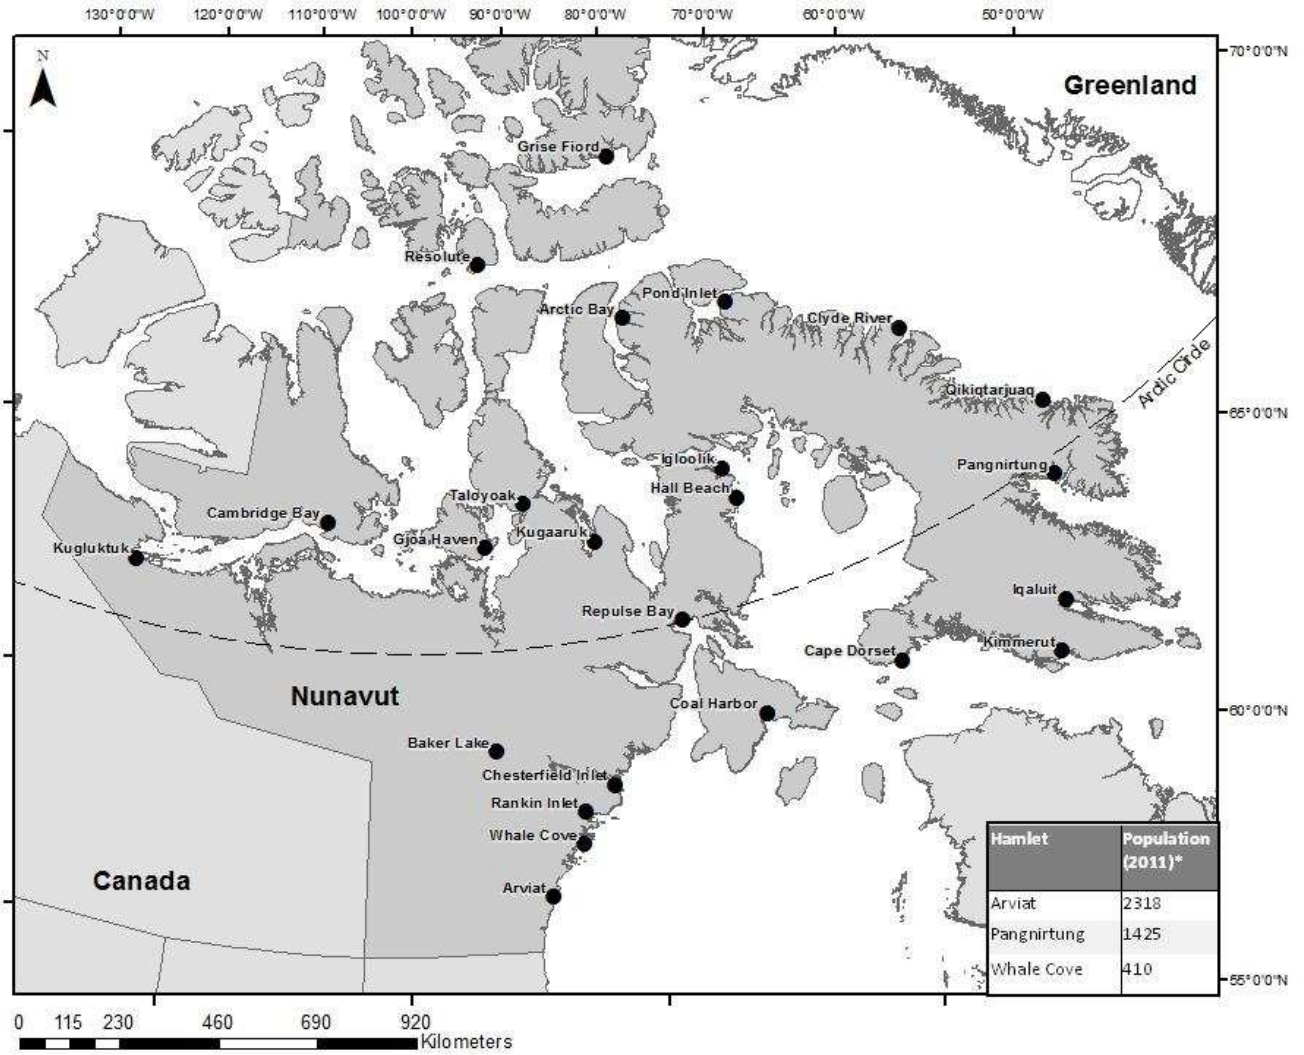 130°0'0"W 120°0'0"W 110°0'0"W 100°0'0"W 90°0'0"W 80°0'0"W 70°0'0"W 60°0'0"W 50°0'0"W
70°0'0"N
N
Greenland
Grise Fiord
Resolute
Pond Inlet
Arctic Bay
Clyde River
Arctic Circle
Qikiqtarjuaq
65°0'0"N
Igloolik
Pangnirtung
Hall Beach
Taloyoak
Cambridge Bay
Gjoa Haven
Kugaaruk
Kugluktuk
Iqaluit
Repulse Bay
Kimmerut
Cape Dorset
Nunavut
Coal Harbor
60°0'0"N
Baker Lake
Chesterfield Inlet
Rankin Inlet
Whale Cove
Canada
Arviat
Hamlet Population
(2011)*
Arviat 2318
Pangnirtung 1425
Whale Cove 410
55°0'0"N
0 115 230 460 690 920
Kilometers